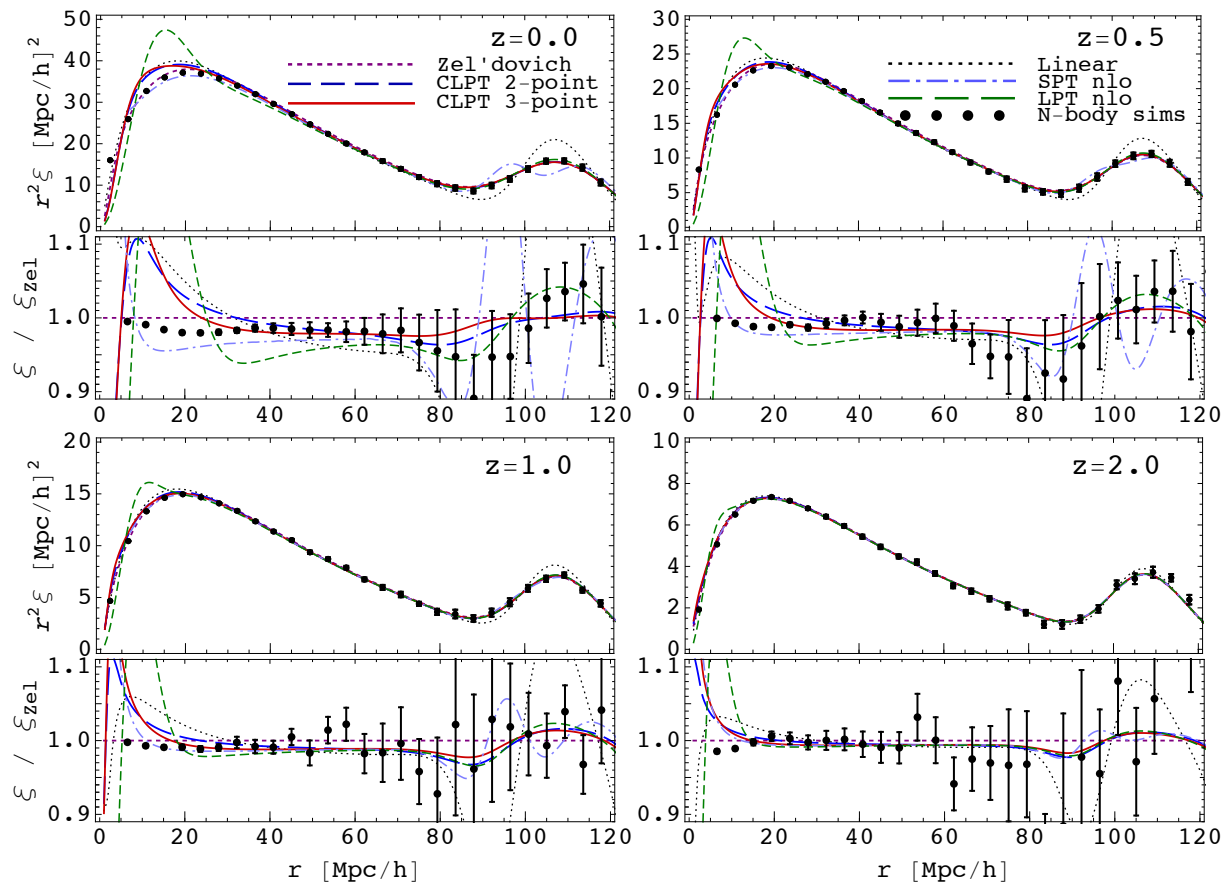 z=0.0
Zel'dovich
CLPT 2-point
CLPT 3-point
r²ξ [Mpc/h]²
50
40
30
20
10
0
ξ / ξZel
1.1
1.0
0.9
0 20 40 60 80 100 120
z=0.5
Linear
SPT nlo
LPT nlo
N-body sims
30
25
20
15
10
5
0
1.1
1.0
0.9
0 20 40 60 80 100 120
z=1.0
r²ξ [Mpc/h]²
20
15
10
5
0
ξ / ξZel
1.1
1.0
0.9
0 20 40 60 80 100 120
r [Mpc/h]
z=2.0
10
8
6
4
2
0
1.1
1.0
0.9
0 20 40 60 80 100 120
r [Mpc/h]